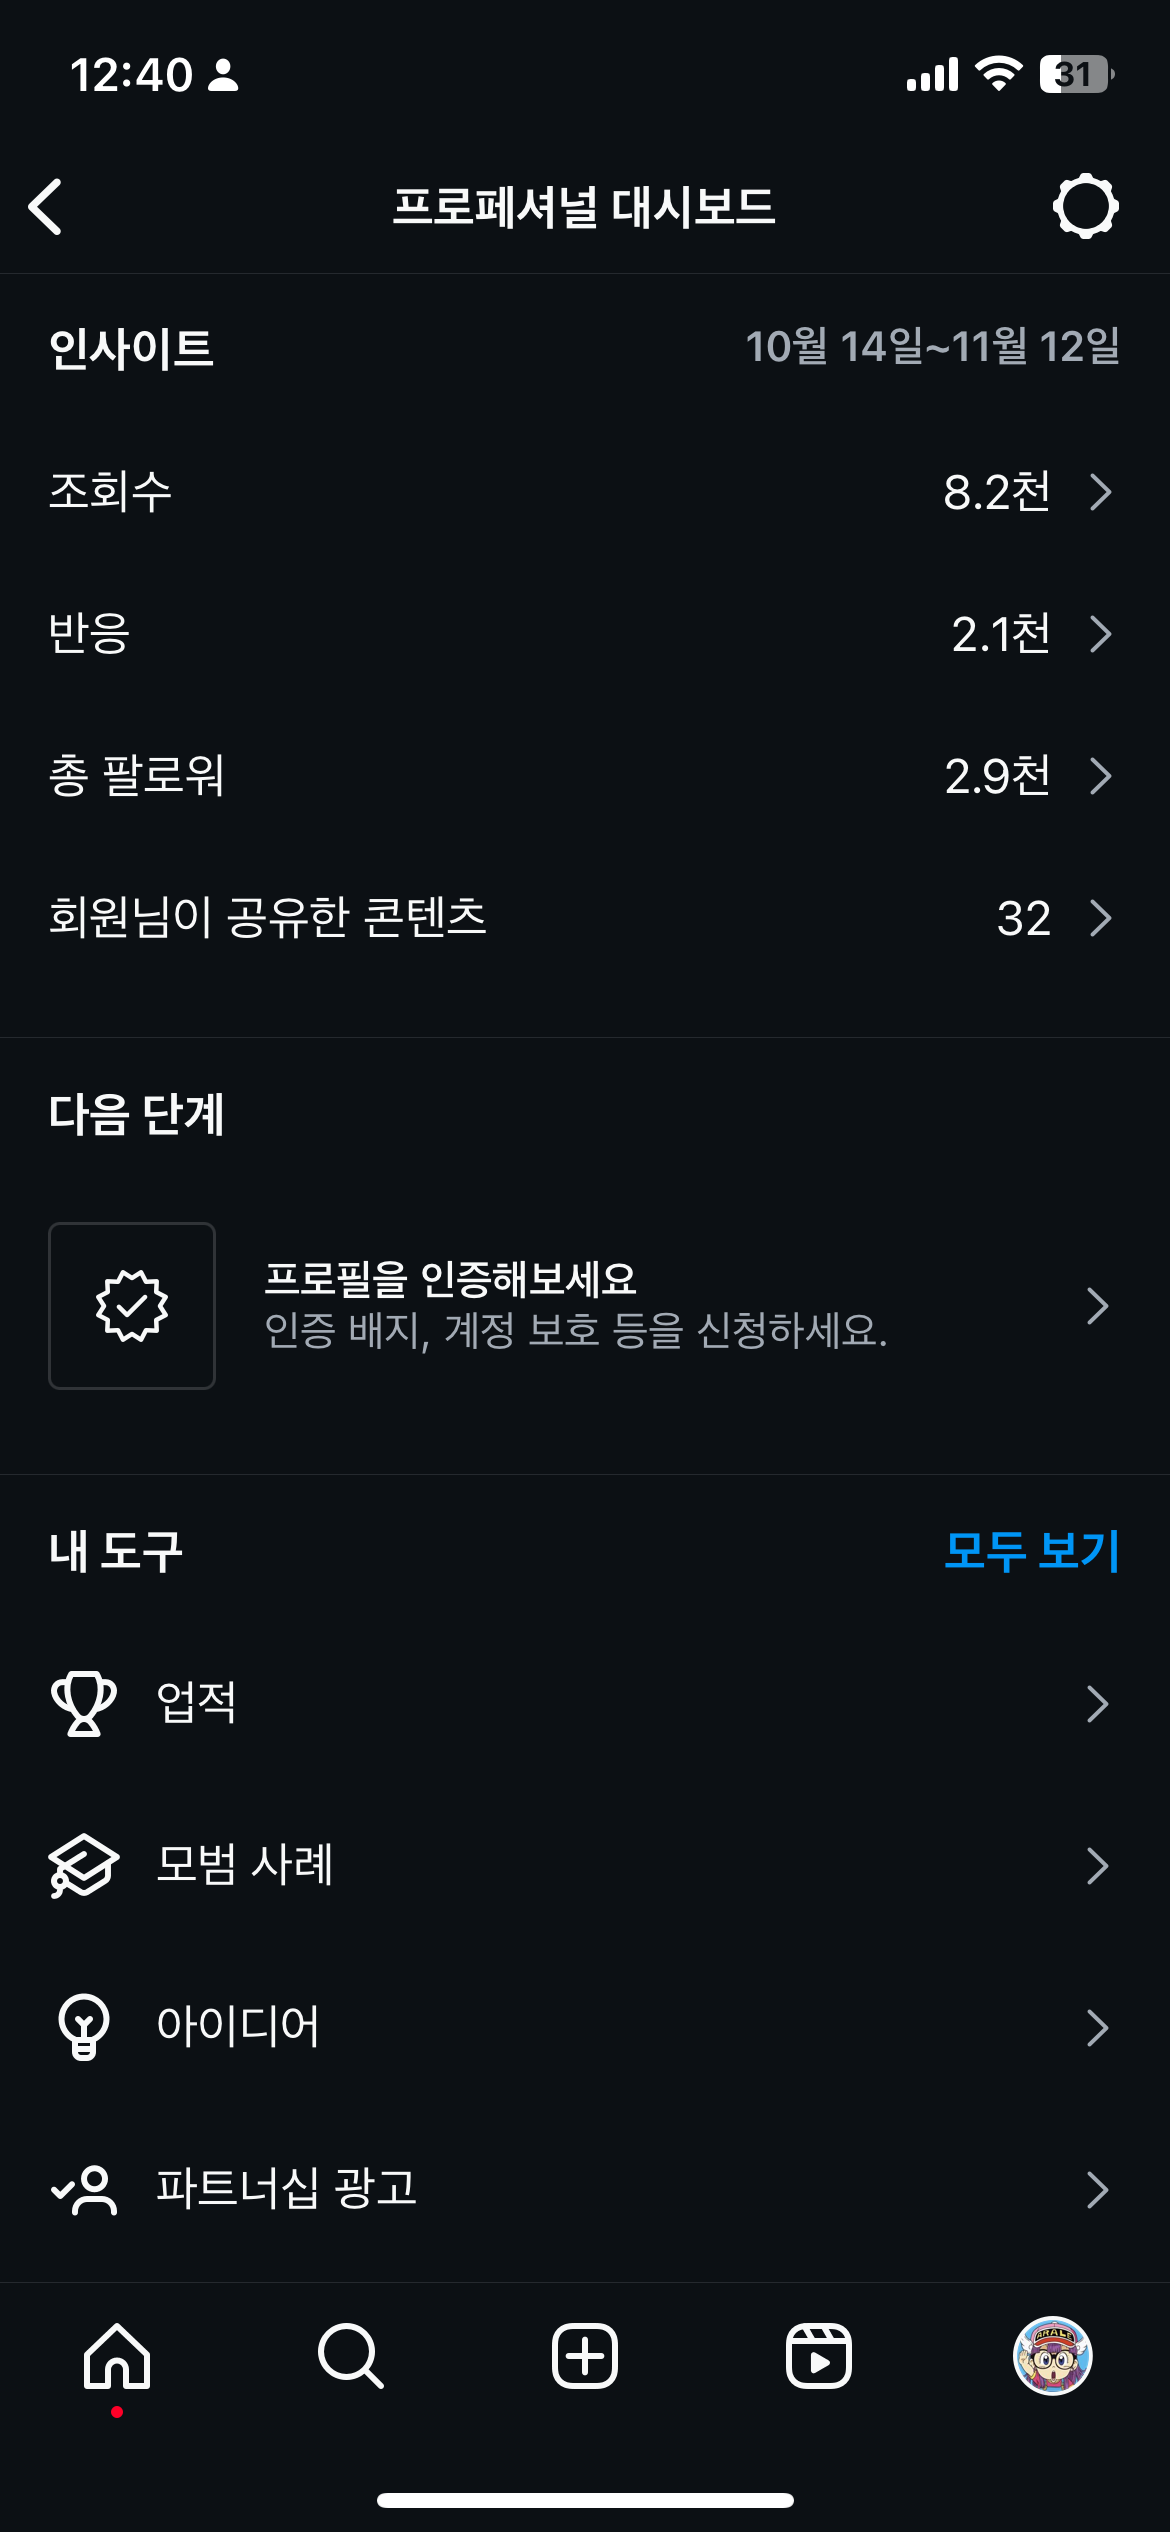 12:40
31
프로페셔널 대시보드
인사이트
10월 14일~11월 12일
조회수
8.2천
반응
2.1천
총 팔로워
2.9천
회원님이 공유한 콘텐츠
32
다음 단계
프로필을 인증해보세요
인증 배지, 계정 보호 등을 신청하세요.
내 도구
모두 보기
업적
모범 사례
아이디어
파트너십 광고
ARALE